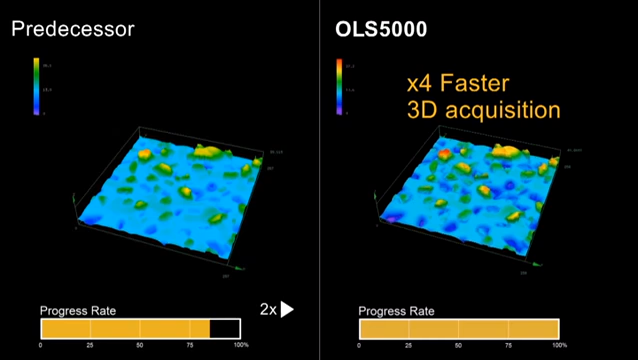 Predecessor
OLS5000
x4 Faster
3D acquisition
2x
Progress Rate
0 25 50 75 100%
Progress Rate
0 25 50 75 100%